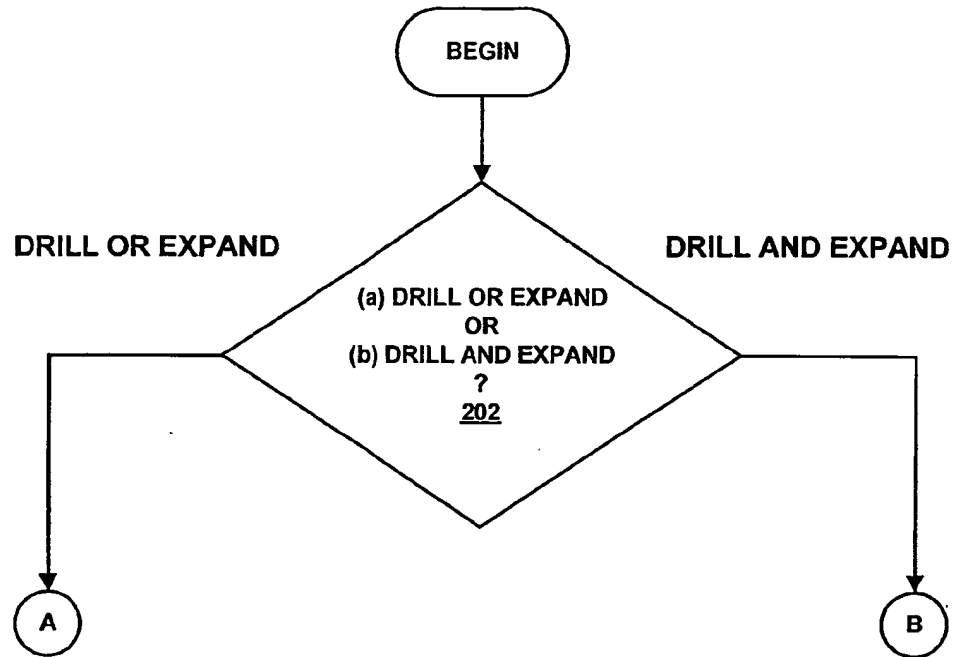 BEGIN
DRILL OR EXPAND
DRILL AND EXPAND
(a) DRILL OR EXPAND
OR
(b) DRILL AND EXPAND
?
202
A
B